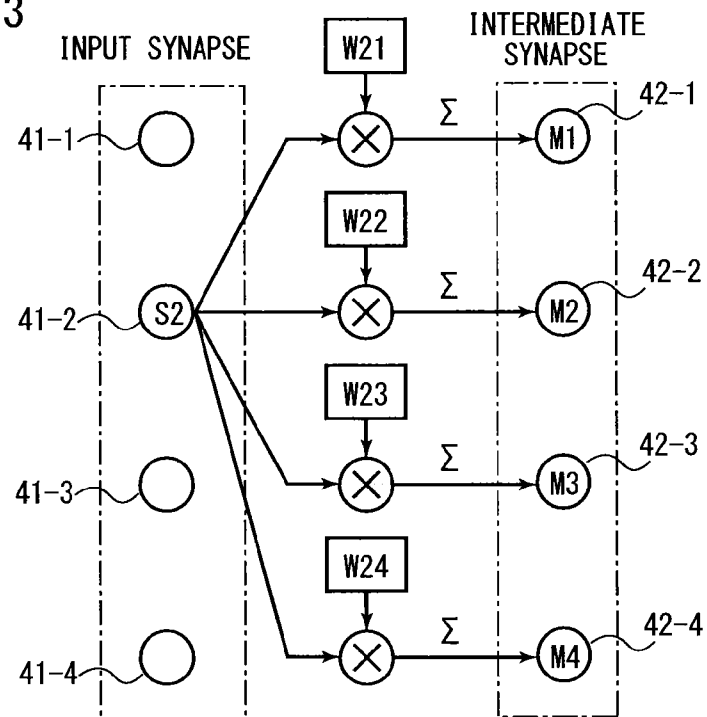 3
INPUT SYNAPSE
W21
INTERMEDIATE
SYNAPSE
41-1
Σ
M1
42-1
W22
41-2
S2
Σ
M2
42-2
W23
41-3
Σ
M3
42-3
W24
41-4
Σ
M4
42-4